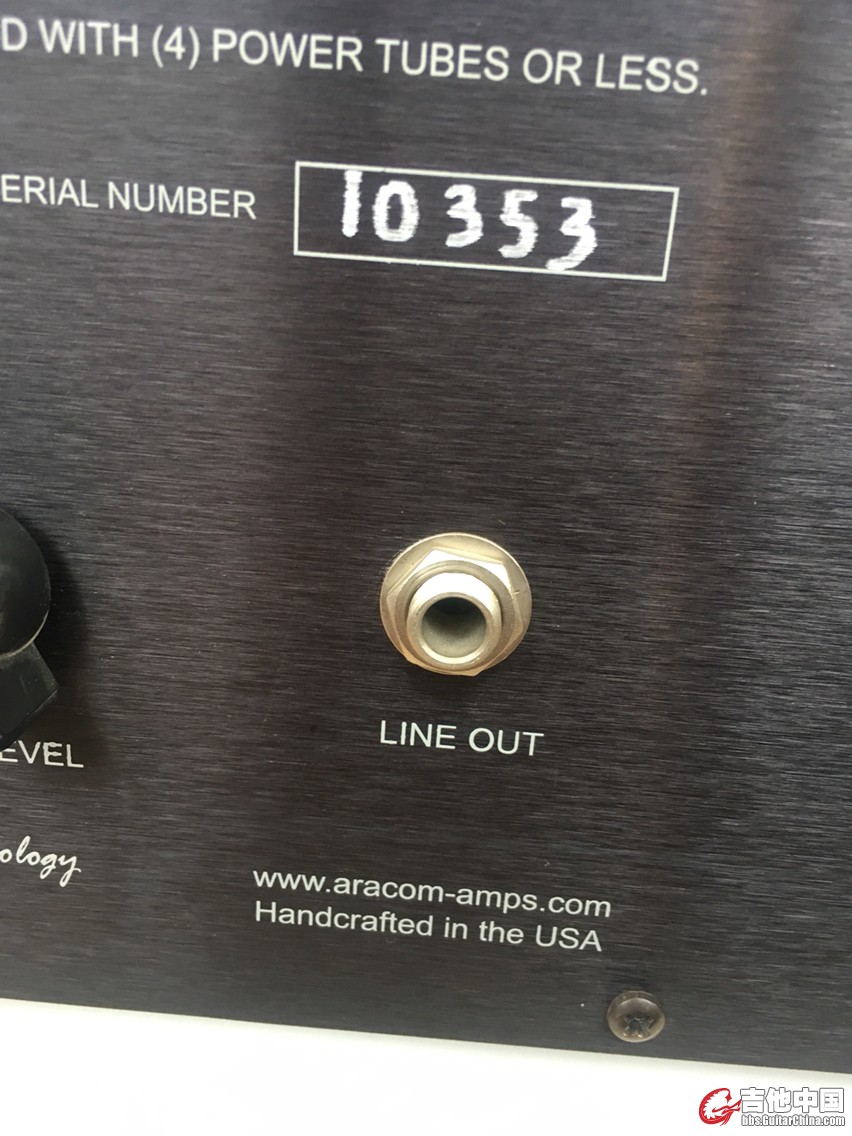 D WITH (4) POWER TUBES OR LESS.
ERIAL NUMBER 10353
EVEL
LINE OUT
ology
www.aracom-amps.com
Handcrafted in the USA
吉他中国
bbs.GuitarChina.com